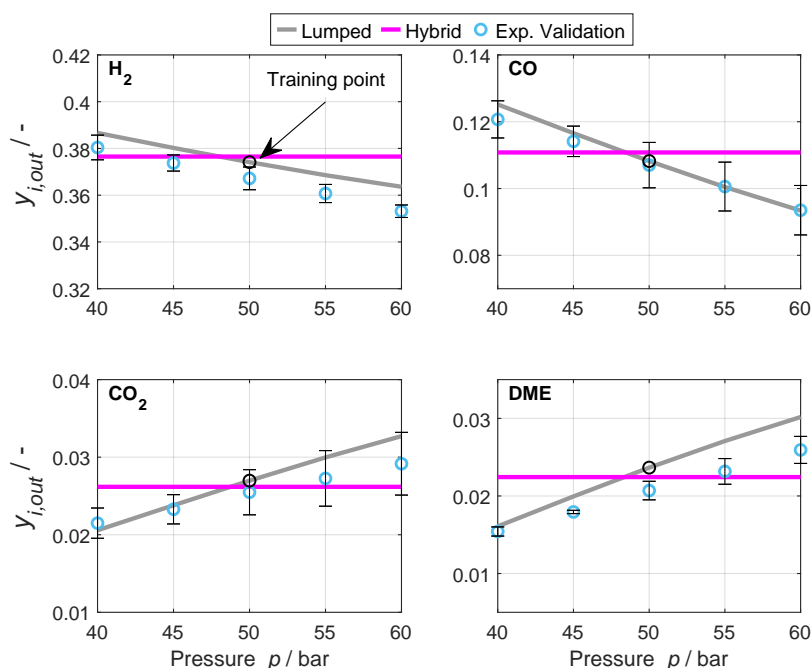 Lumped Hybrid Exp. Validation
H2
Training point
0.42
0.4
0.38
0.36
0.34
0.32
40 45 50 55 60
yi,out / -
CO
0.14
0.12
0.1
0.08
40 45 50 55 60
CO2
0.04
0.03
0.02
0.01
40 45 50 55 60
yi,out / -
Pressure p / bar
DME
0.03
0.02
0.01
40 45 50 55 60
Pressure p / bar